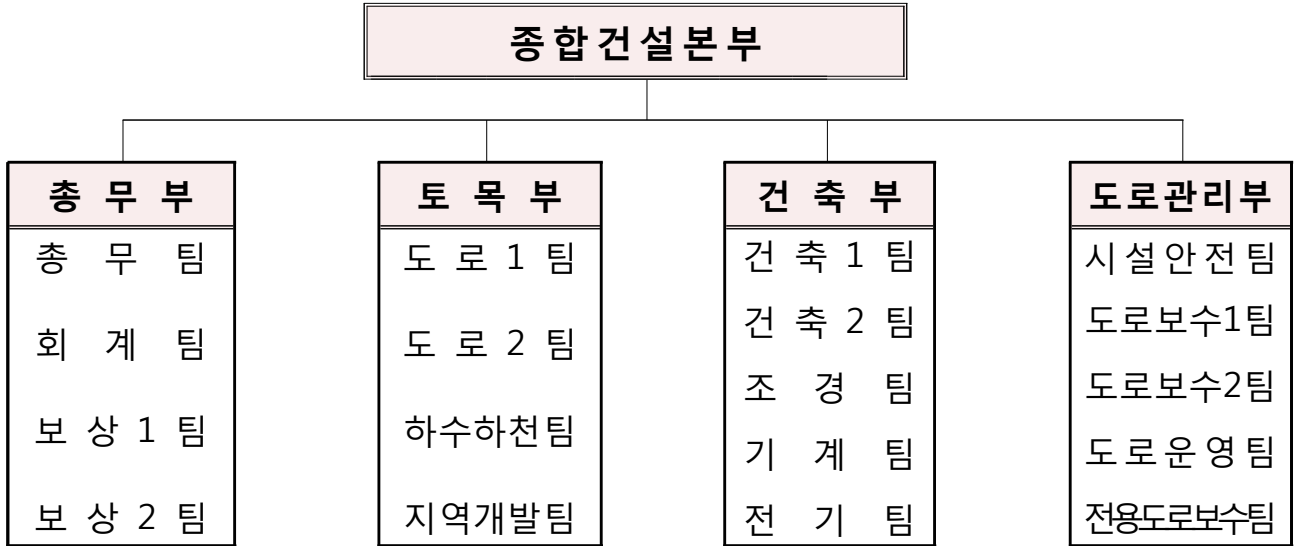 종합건설본부
총 무 부
총 무 팀
회 계 팀
보 상 1 팀
보 상 2 팀
토 목 부
도 로 1 팀
도 로 2 팀
하수하천팀
지역개발팀
건 축 부
건 축 1 팀
건 축 2 팀
조 경 팀
기 계 팀
전 기 팀
도로관리부
시설안전팀
도로보수1팀
도로보수2팀
도로운영팀
전용도로보수팀